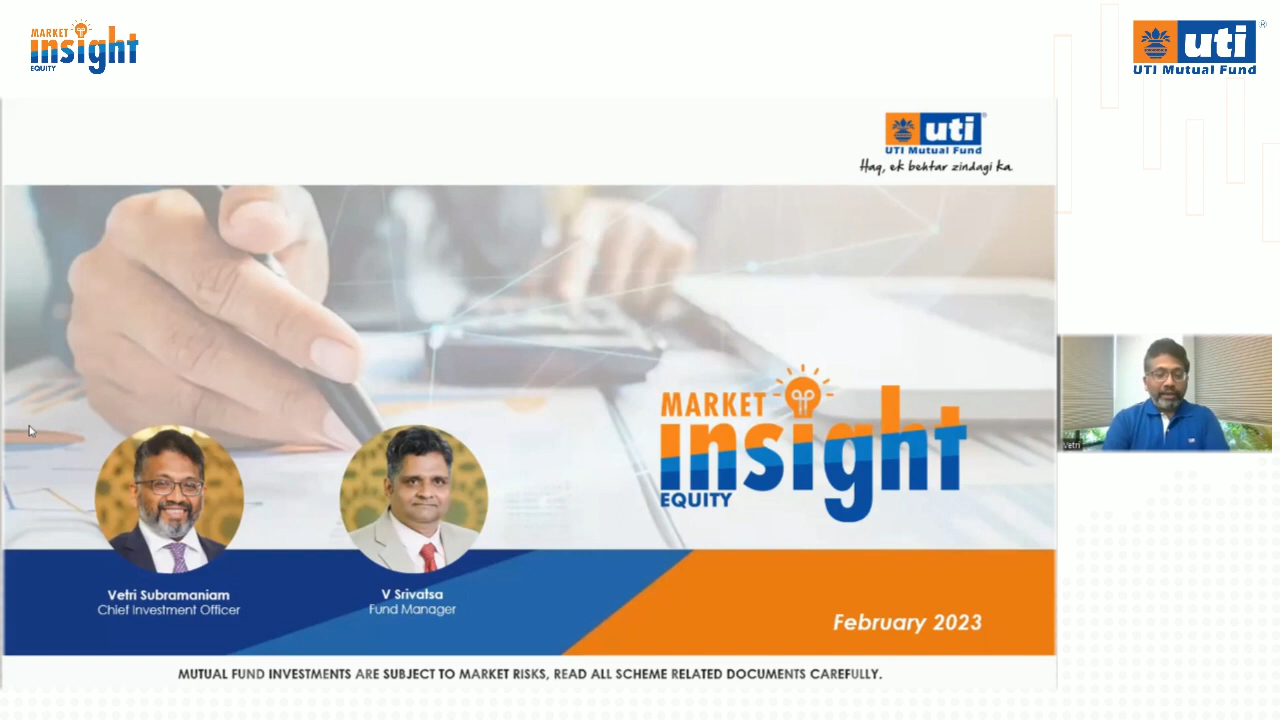 MARKET
insight
EQUITY
uti
UTI Mutual Fund
uti
UTI Mutual Fund
Haq, ek behtar zindagi ka
MARKET
insight
EQUITY
Vetri
Vetri Subramaniam
Chief Investment Officer
V Srivatsa
Fund Manager
February 2023
MUTUAL FUND INVESTMENTS ARE SUBJECT TO MARKET RISKS, READ ALL SCHEME RELATED DOCUMENTS CAREFULLY.